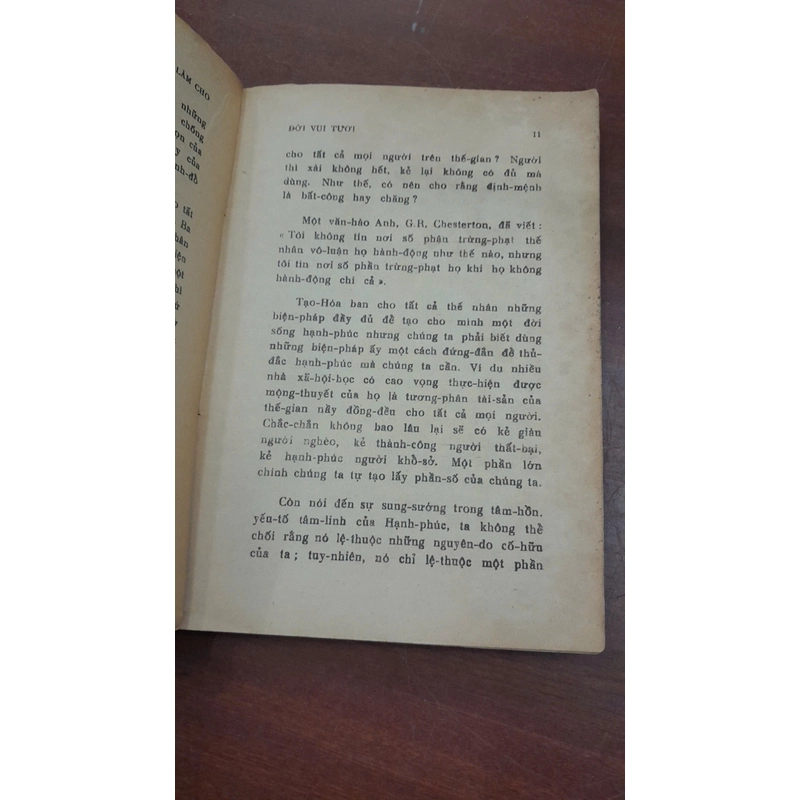 LÀM CHO
những
chống
của
của
tất
Ba
ĐỜI VUI TƯƠI 11
cho tất cả mọi người trên thế-gian ? Người
thì xài không hết, kẻ lại không có đủ mà
dùng. Như thế, có nên cho rằng định-mệnh
là bất-công hay chăng ?
Một văn-hào Anh, G.R, Chesterton, đã viết :
« Tôi không tin nơi số phận trừng-phạt thế
nhân vô-luận họ hành-động như thế nào, nhưng
tôi tin nơi số phần trừng-phạt họ khi họ không
hành-động chi cả ».
Tạo-Hóa ban cho tất cả thế nhân những
biện-pháp đầy đủ để tạo cho mình một đời
sống hạnh-phúc nhưng chúng ta phải biết dùng
những biện-pháp ấy một cách đứng-đắn để thủ-
đắc hạnh-phúc mà chúng ta cần. Ví dụ nhiều
nhà xã-hội-học có cao vọng thực-hiện được
mộng-thuyết của họ là tương-phân tài-sản của
thế-gian nầy đồng-đều cho tất cả mọi người.
Chắc-chắn không bao lâu lại sẽ có kẻ giàu
người nghèo, kẻ thành-công người thất-bại,
kẻ hạnh-phúc người khổ-sở. Một phần lớn
chính chúng ta tự tạo lấy phần-số của chúng ta.
Còn nói đến sự sung-sướng trong tâm-hồn,
yếu-tố tâm-linh của Hạnh-phúc, ta không thể
chối rằng nó lệ-thuộc những nguyên-do cố-hữu
của ta ; tuy-nhiên, nó chỉ lệ-thuộc một phần